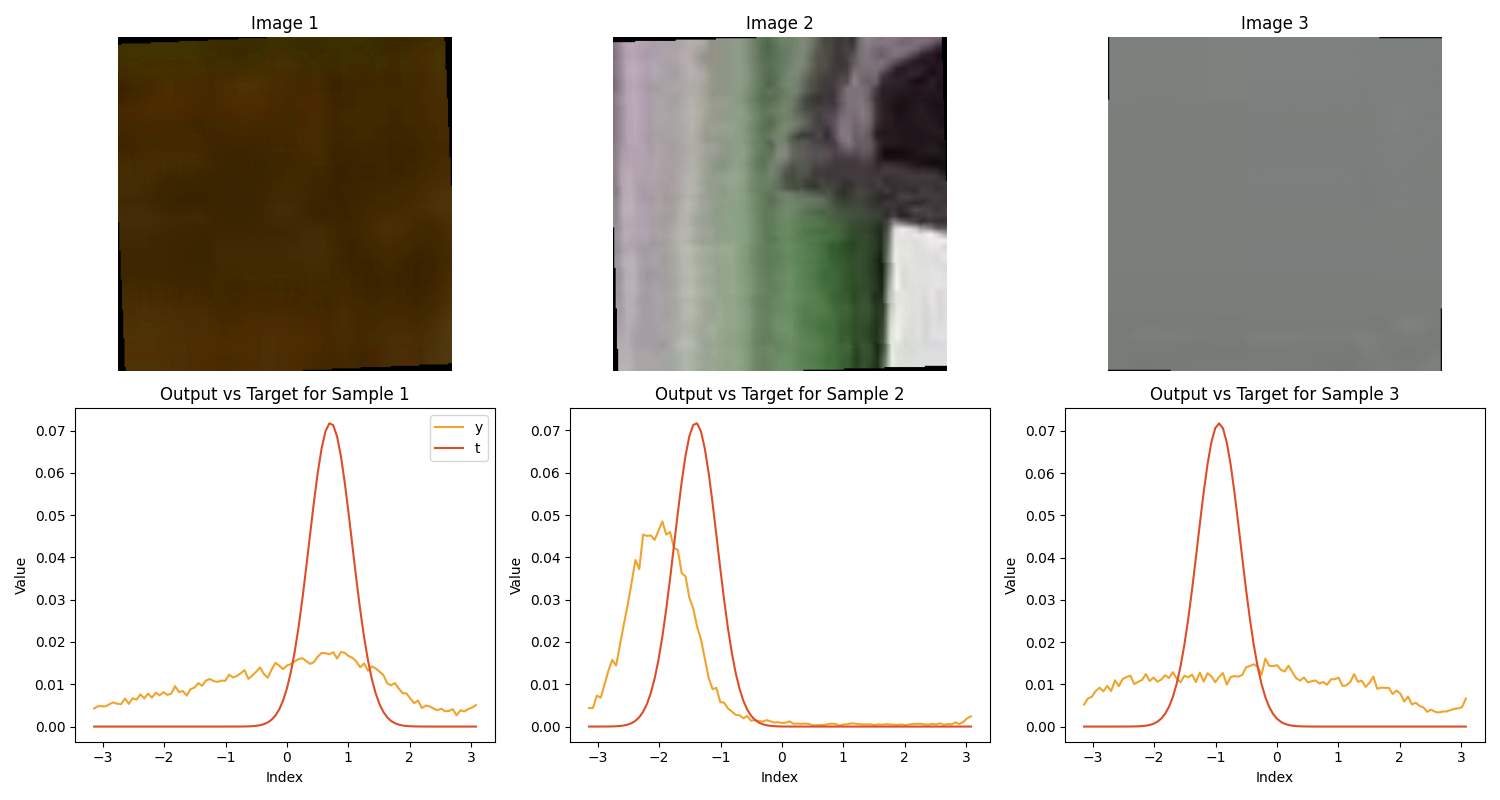 Image 1
Image 2
Image 3
Output vs Target for Sample 1
Output vs Target for Sample 2
Output vs Target for Sample 3
0.07
0.06
0.05
0.04
0.03
0.02
0.01
0.00
Value
y
t
−3 −2 −1 0 1 2 3
Index
0.07
0.06
0.05
0.04
0.03
0.02
0.01
0.00
Value
−3 −2 −1 0 1 2 3
Index
0.07
0.06
0.05
0.04
0.03
0.02
0.01
0.00
Value
−3 −2 −1 0 1 2 3
Index